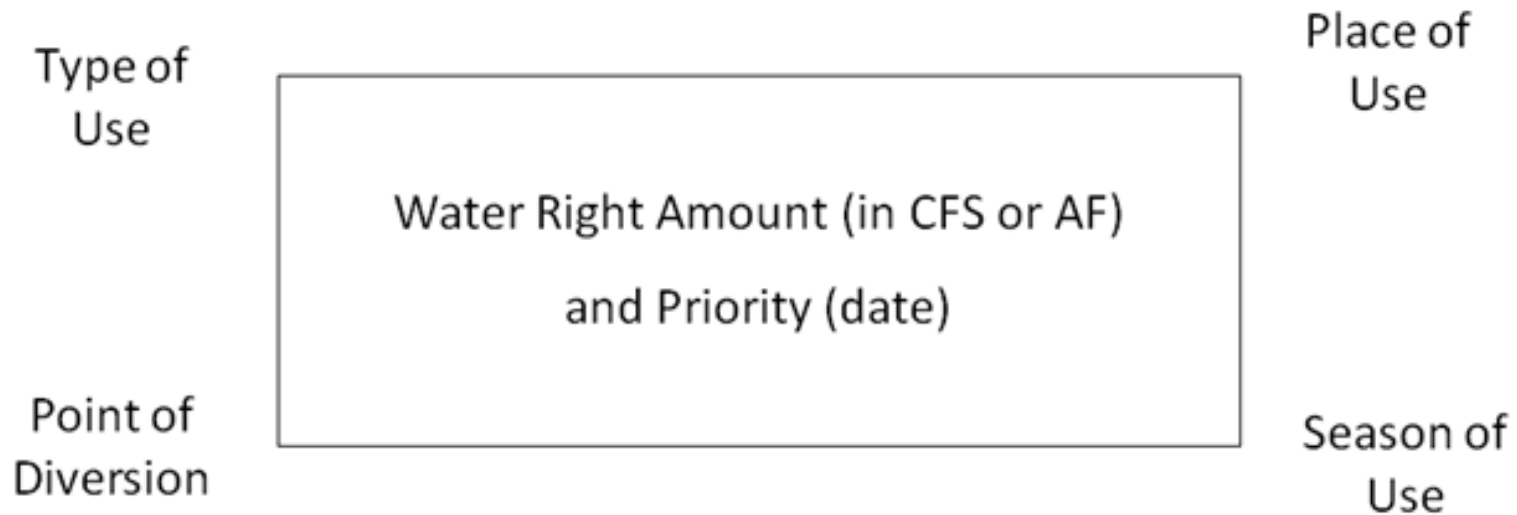 Type of
Use
Place of
Use
Water Right Amount (in CFS or AF)
and Priority (date)
Point of
Diversion
Season of
Use